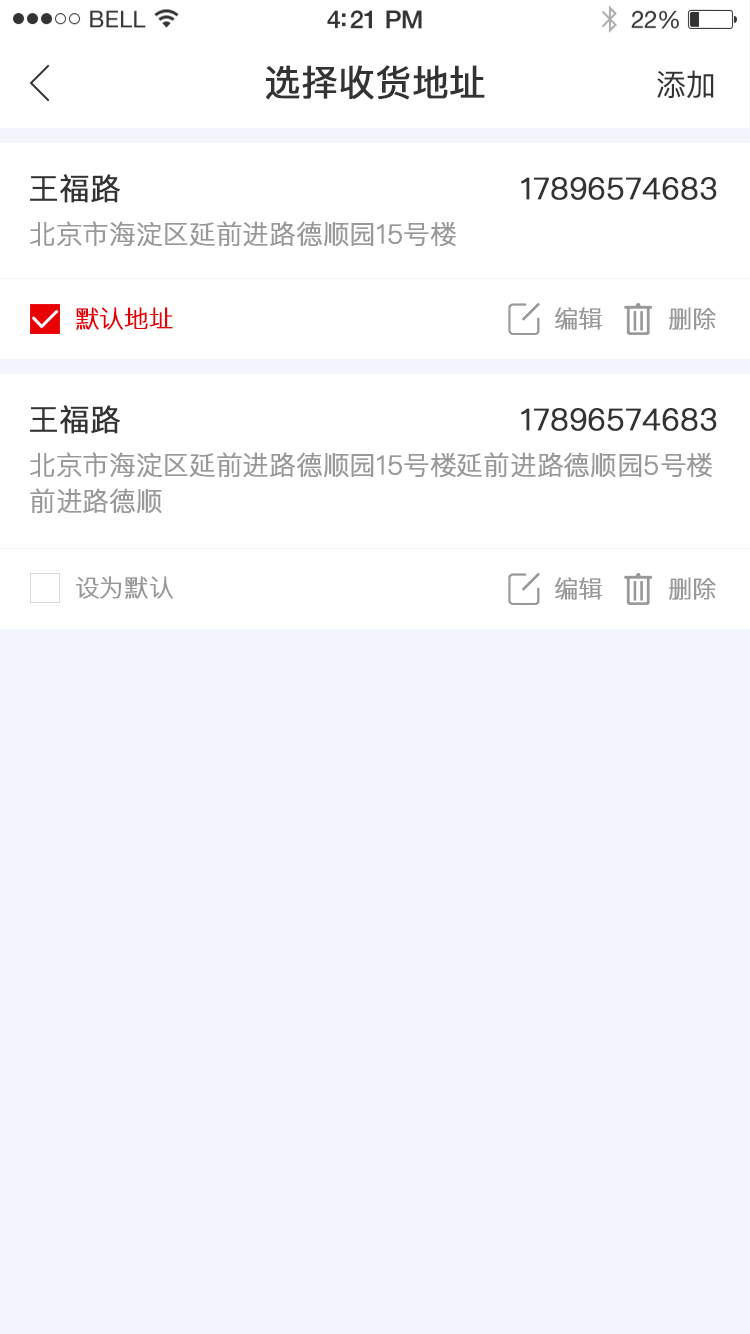 BELL 4:21 PM 22%
选择收货地址 添加
王福路 17896574683
北京市海淀区延前进路德顺园15号楼
默认地址 编辑 删除
王福路 17896574683
北京市海淀区延前进路德顺园15号楼延前进路德顺园5号楼
前进路德顺
设为默认 编辑 删除